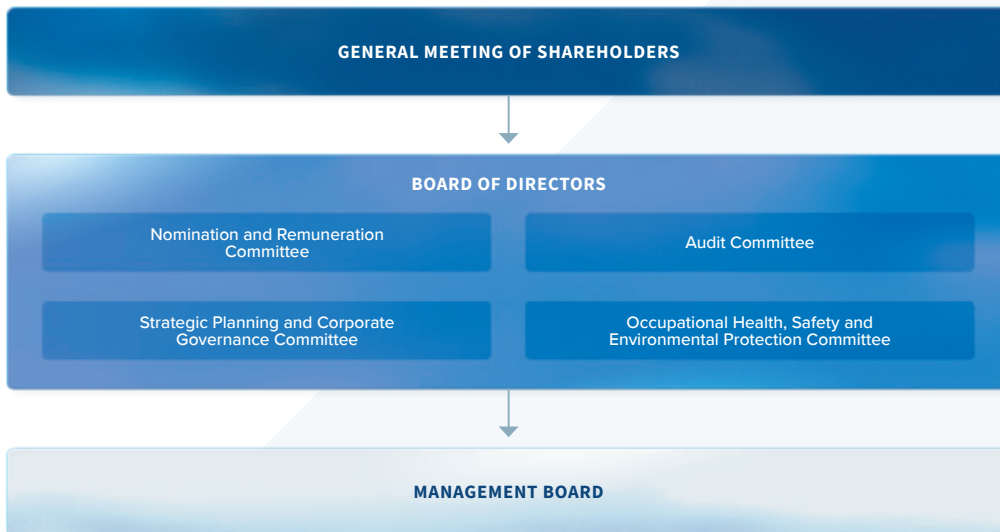 GENERAL MEETING OF SHAREHOLDERS
BOARD OF DIRECTORS
Nomination and Remuneration
Committee
Audit Committee
Strategic Planning and Corporate
Governance Committee
Occupational Health, Safety and
Environmental Protection Committee
MANAGEMENT BOARD